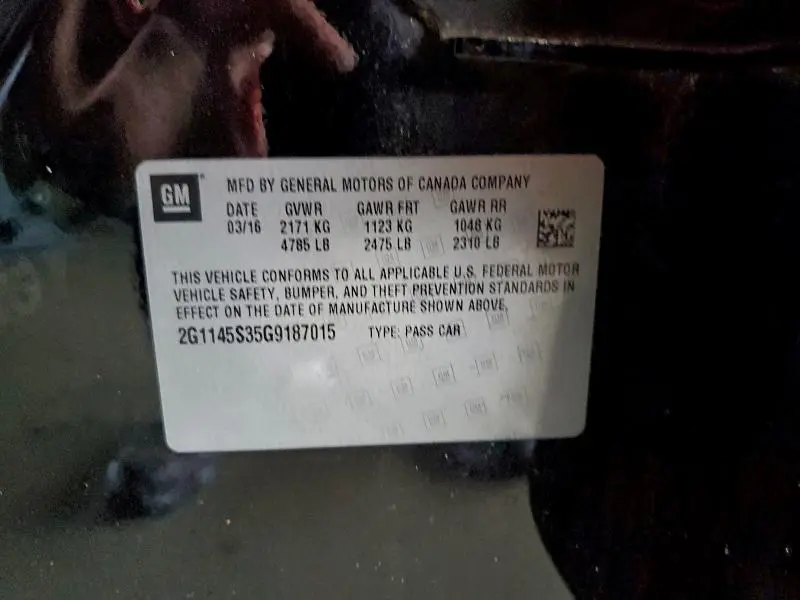 GM
MFD BY GENERAL MOTORS OF CANADA COMPANY
DATE GVWR GAWR FRT GAWR RR
03/16 2171 KG 1123 KG 1048 KG
4785 LB 2475 LB 2310 LB
THIS VEHICLE CONFORMS TO ALL APPLICABLE U.S. FEDERAL MOTOR
VEHICLE SAFETY, BUMPER, AND THEFT PREVENTION STANDARDS IN
EFFECT ON THE DATE OF MANUFACTURE SHOWN ABOVE.
2G1145S35G9187015 TYPE: PASS CAR